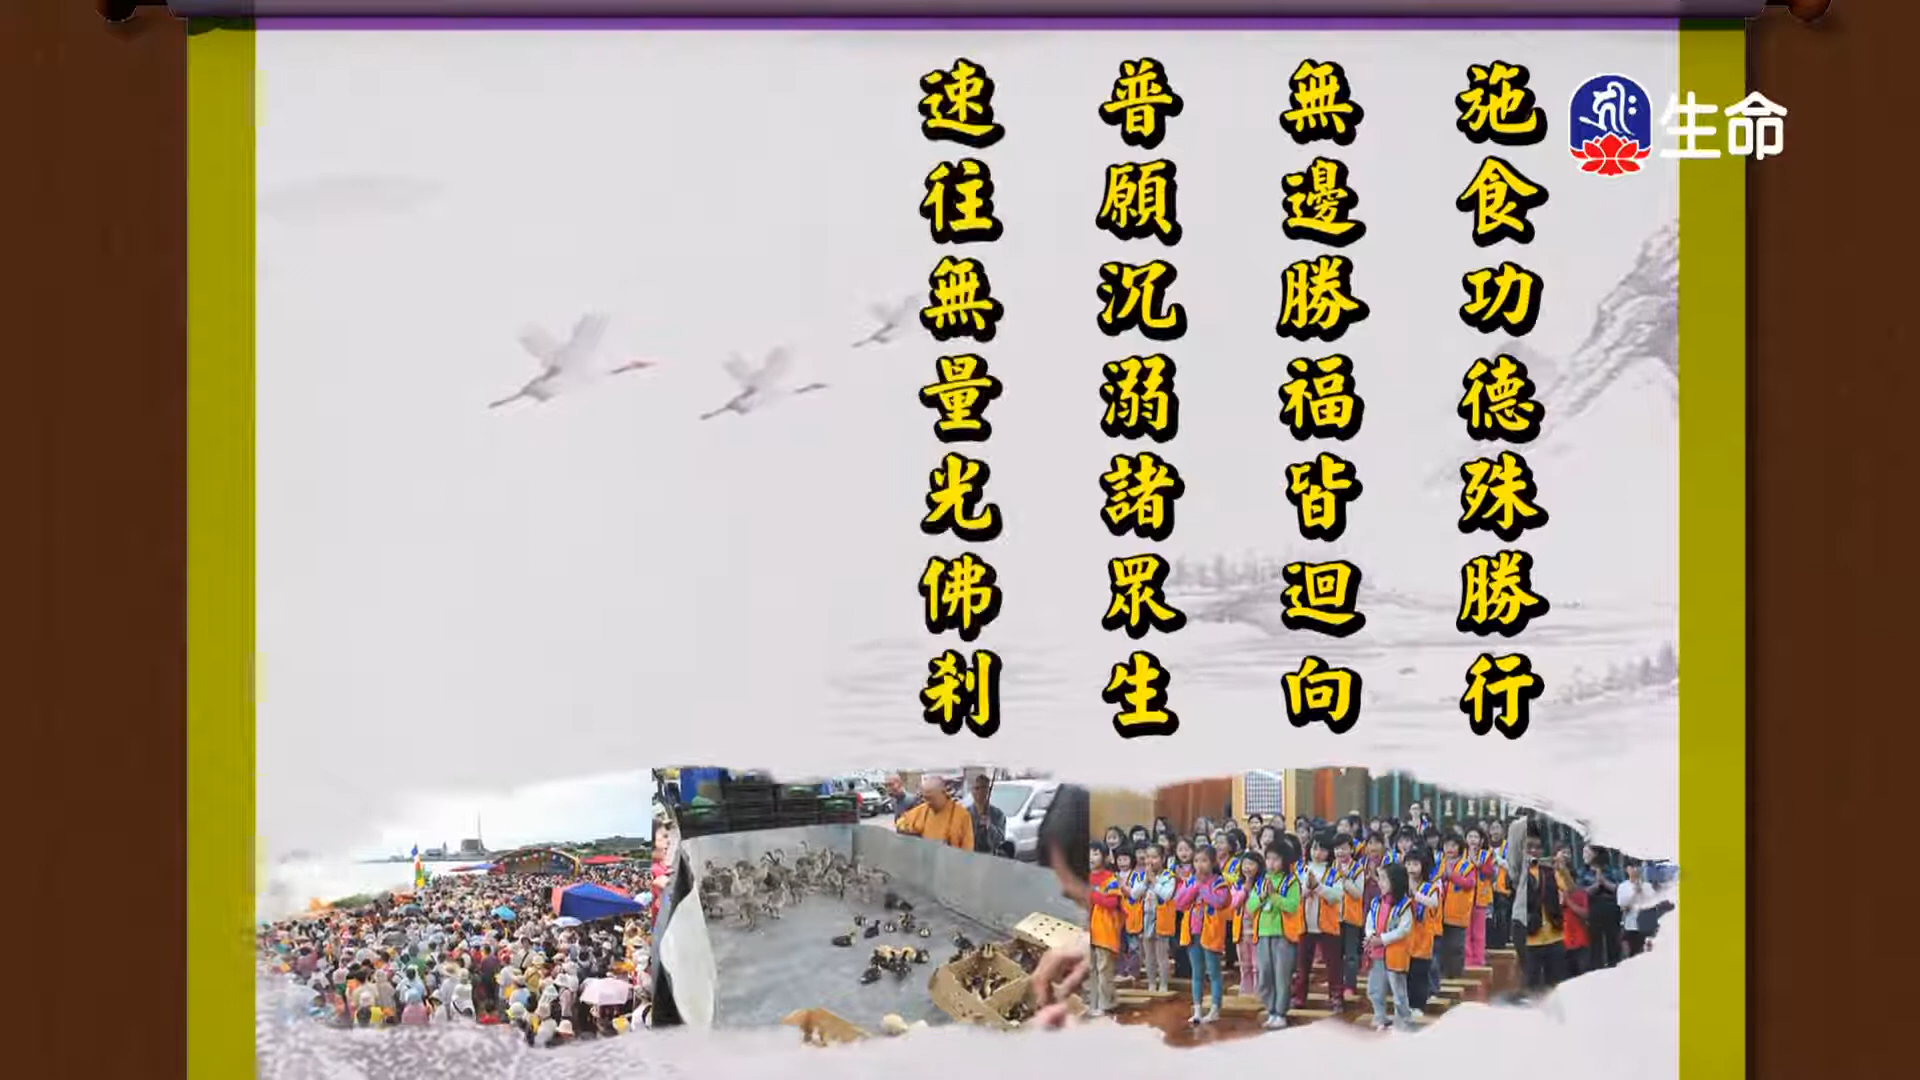 施食功德殊勝行
無邊勝福皆迴向
普願沉溺諸眾生
速往無量光佛剎
生命